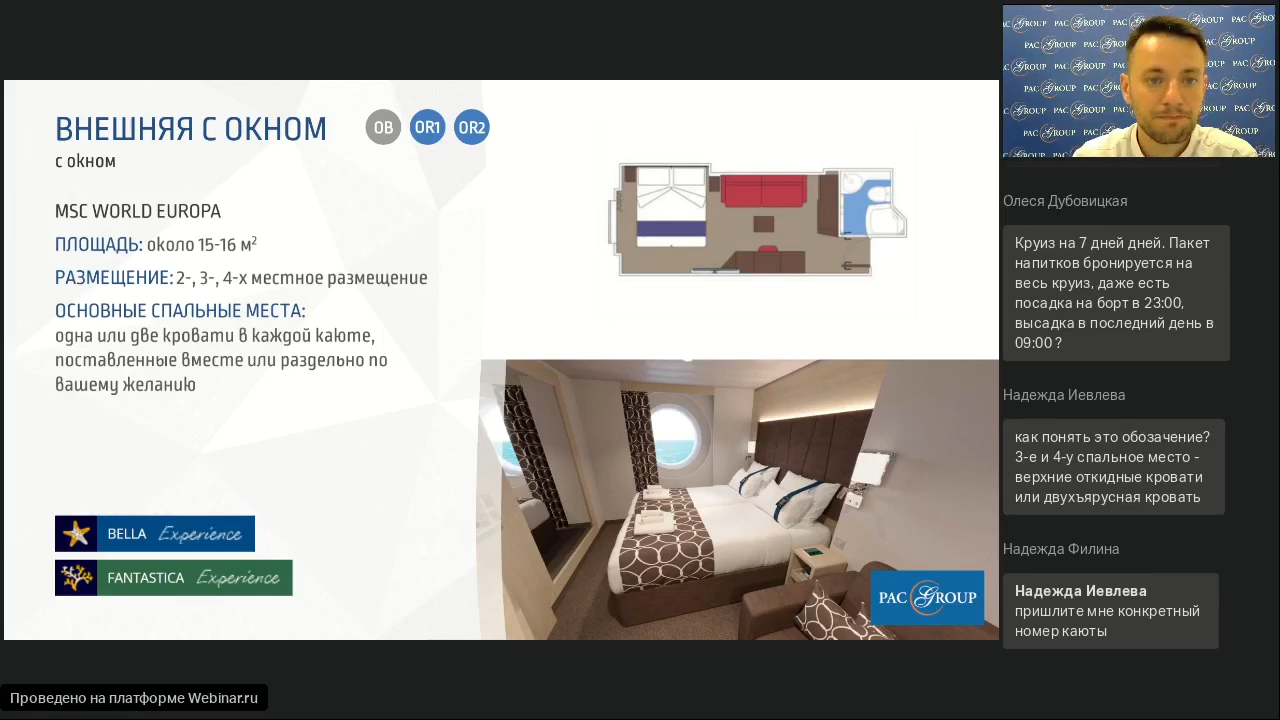 ВНЕШНЯЯ С ОКНОМ
OB OR1 OR2
с окном
MSC WORLD EUROPA
ПЛОЩАДЬ: около 15-16 м²
РАЗМЕЩЕНИЕ: 2-, 3-, 4-х местное размещение
ОСНОВНЫЕ СПАЛЬНЫЕ МЕСТА:
одна или две кровати в каждой каюте,
поставленные вместе или раздельно по
вашему желанию
BELLA Experience
FANTASTICA Experience
PAC GROUP
PAC GROUP
Олеся Дубовицкая
Круиз на 7 дней дней. Пакет
напитков бронируется на
весь круиз, даже есть
посадка на борт в 23:00,
высадка в последний день в
09:00 ?
Надежда Иевлева
как понять это обозачение?
3-е и 4-у спальное место -
верхние откидные кровати
или двухъярусная кровать
Надежда Филина
Надежда Иевлева
пришлите мне конкретный
номер каюты
Проведено на платформе Webinar.ru